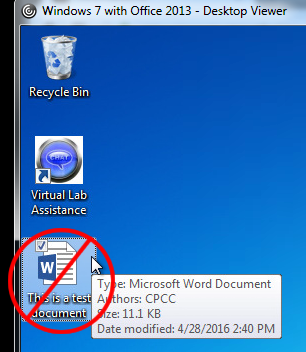 Windows 7 with Office 2013 - Desktop Viewer
Recycle Bin
CHAT
Virtual Lab
Assistance
W
This is a test
document
Type: Microsoft Word Document
Authors: CPCC
Size: 11.1 KB
Date modified: 4/28/2016 2:40 PM